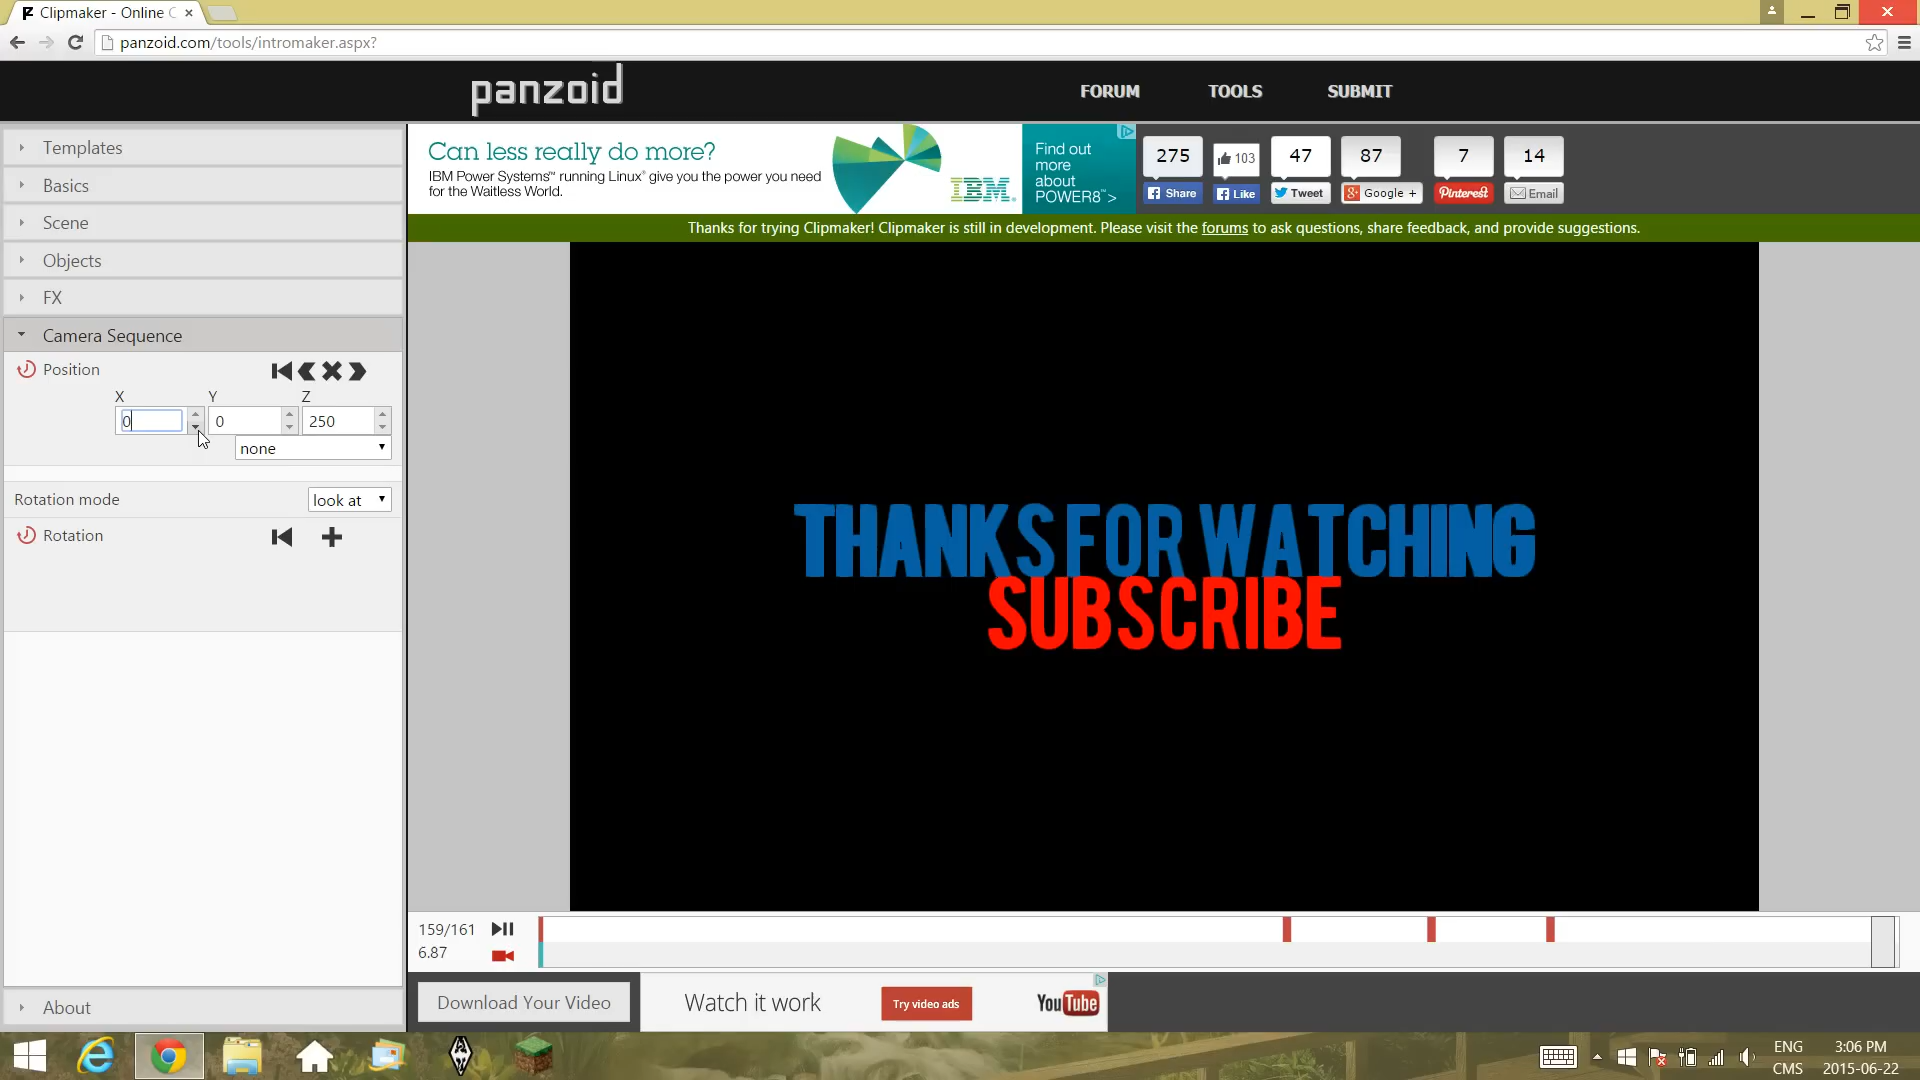 Clipmaker - Online C
panzoid.com/tools/intromaker.aspx?
panzoid
FORUM
TOOLS
SUBMIT
Templates
Basics
Scene
Objects
FX
Camera Sequence
Position
X
Y
Z
0
0
250
none
Rotation mode
look at
Rotation
About
Can less really do more?
IBM Power Systems™ running Linux® give you the power you need
for the Waitless World.
IBM.
Find out
more
about
POWER8™>
275
Share
103
Like
47
Tweet
87
Google +
7
Pinterest
14
Email
Thanks for trying Clipmaker! Clipmaker is still in development. Please visit the forums to ask questions, share feedback, and provide suggestions.
THANKS FOR WATCHING
SUBSCRIBE
159/161
6.87
Download Your Video
Watch it work
Try video ads
YouTube
ENG
CMS
3:06 PM
2015-06-22